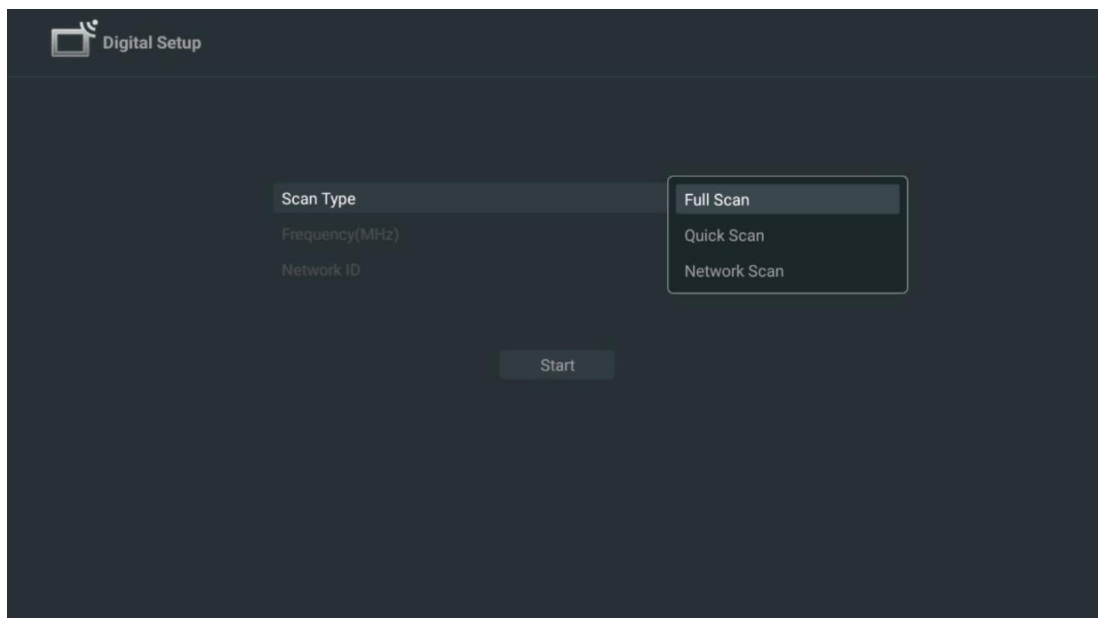 Digital Setup
Scan Type
Full Scan
Frequency(MHz)
Quick Scan
Network ID
Network Scan
Start